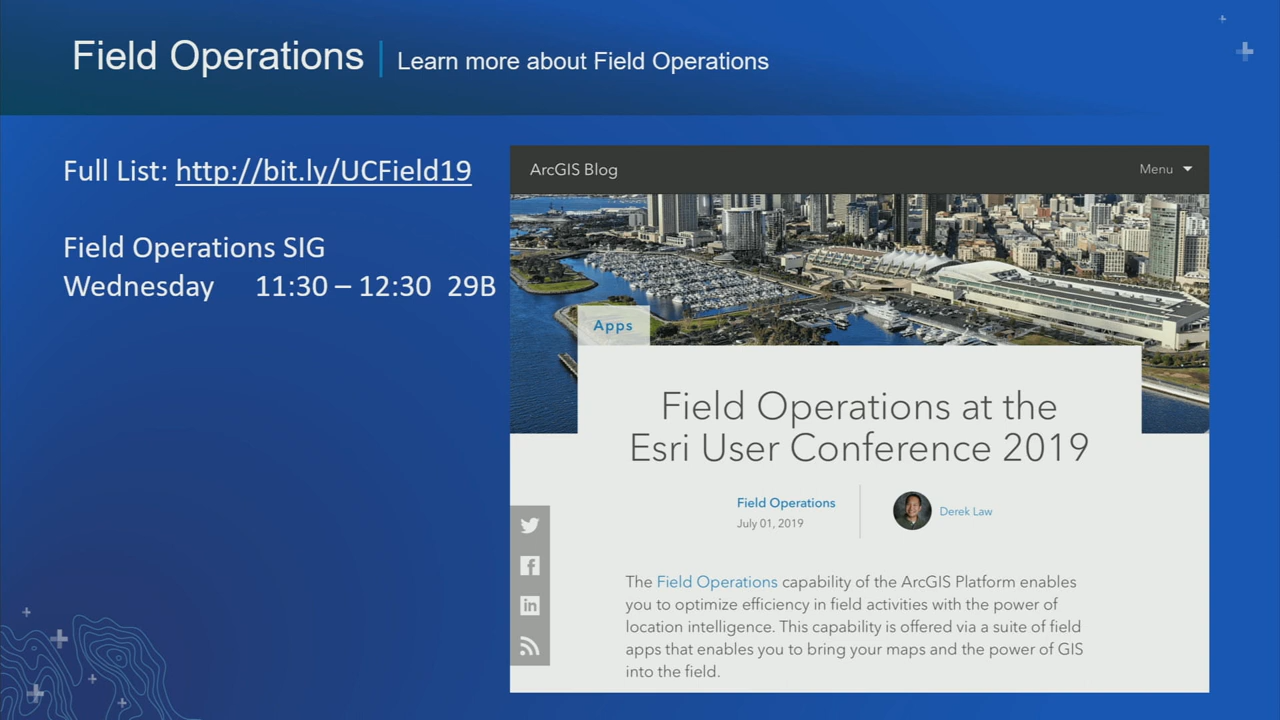 Field Operations | Learn more about Field Operations
Full List: http://bit.ly/UCField19
Field Operations SIG
Wednesday 11:30 – 12:30 29B
ArcGIS Blog
Menu
Apps
Field Operations at the
Esri User Conference 2019
Field Operations
July 01, 2019
Derek Law
The Field Operations capability of the ArcGIS Platform enables
you to optimize efficiency in field activities with the power of
location intelligence. This capability is offered via a suite of field
apps that enables you to bring your maps and the power of GIS
into the field.